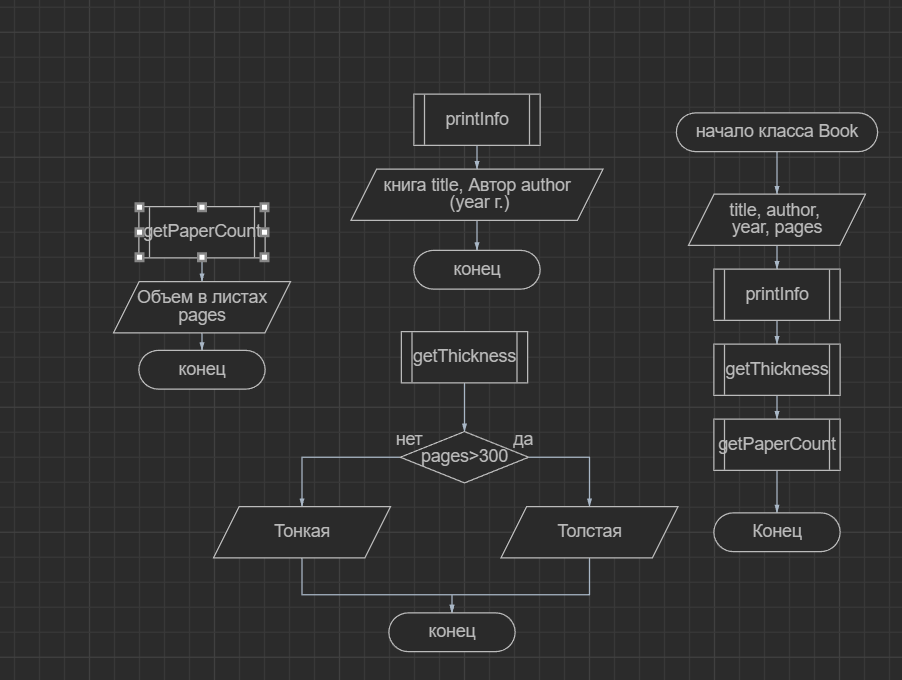 getPaperCount
Объем в листах
pages
конец
printInfo
книга title, Автор author
(year г.)
конец
getThickness
нет
да
pages>300
Тонкая
Толстая
конец
начало класса Book
title, author,
year, pages
printInfo
getThickness
getPaperCount
Конец